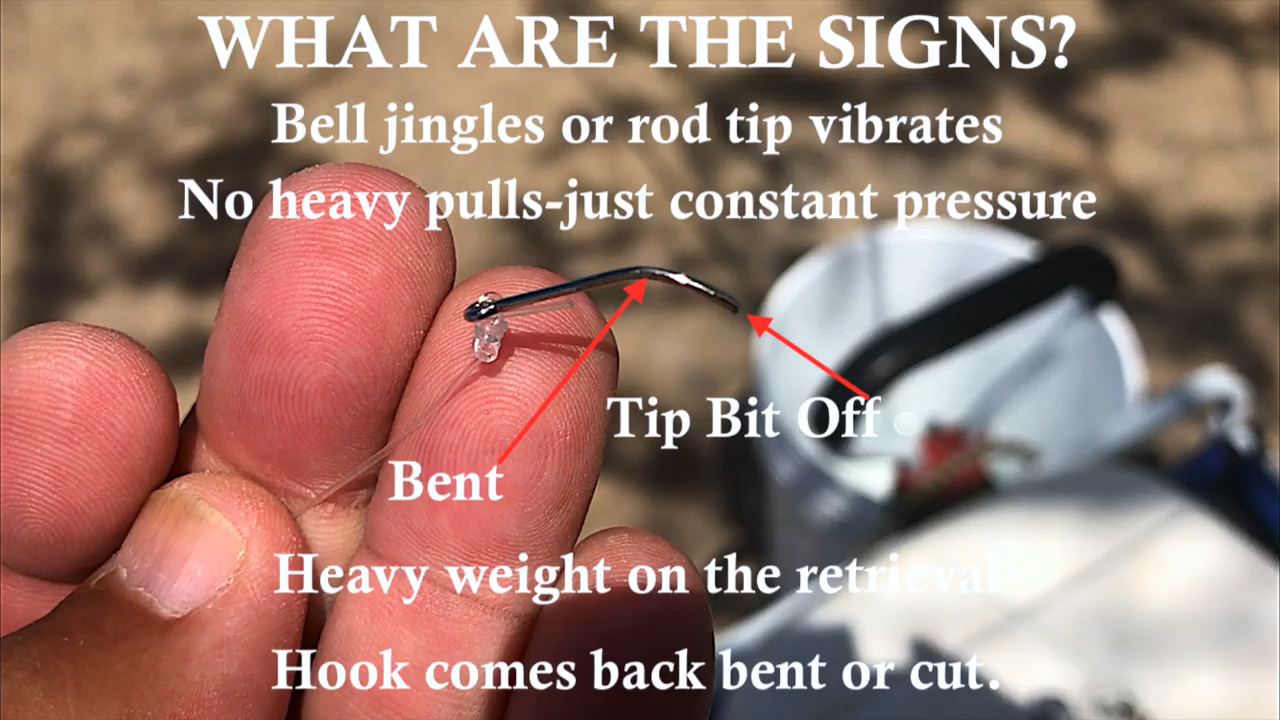 WHAT ARE THE SIGNS?
Bell jingles or rod tip vibrates
No heavy pulls-just constant pressure
Tip Bit Off
Bent
Heavy weight on the retrieval
Hook comes back bent or cut.